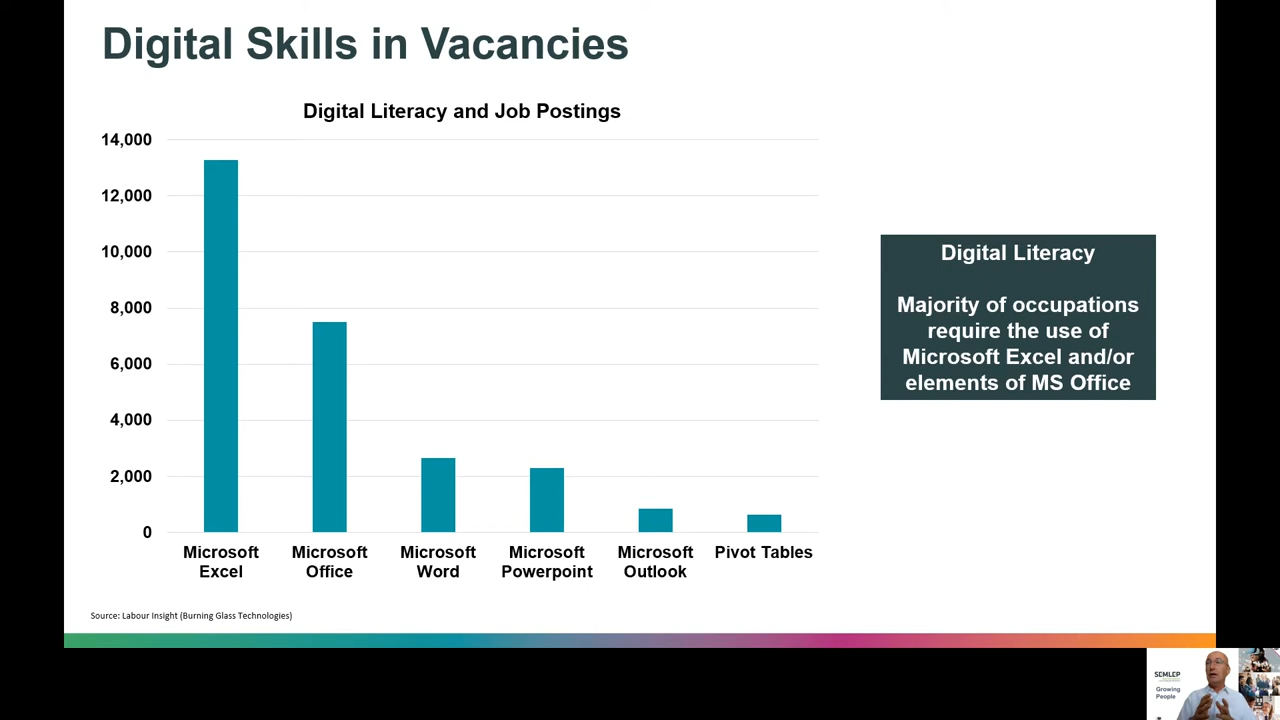 Digital Skills in Vacancies
Digital Literacy and Job Postings
14,000
12,000
10,000
8,000
6,000
4,000
2,000
0
Microsoft Excel
Microsoft Office
Microsoft Word
Microsoft Powerpoint
Microsoft Outlook
Pivot Tables
Digital Literacy
Majority of occupations
require the use of
Microsoft Excel and/or
elements of MS Office
Source: Labour Insight (Burning Glass Technologies)
SEMLEP
Growing
People